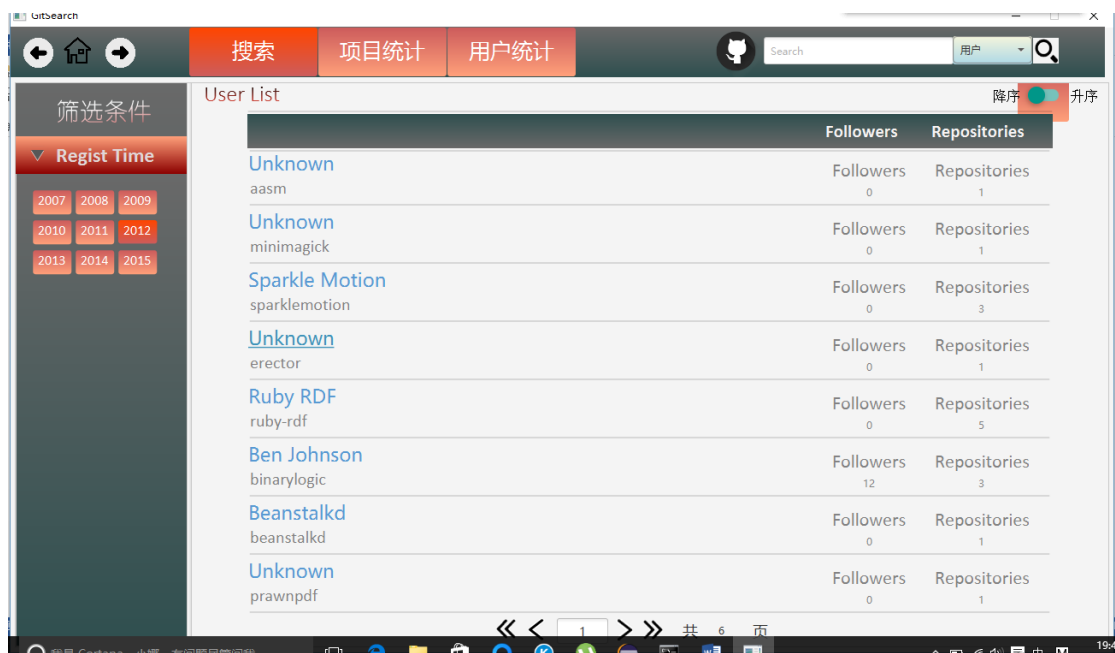 GitSearch
搜索 项目统计 用户统计 Search 用户
筛选条件
Regist Time
2007 2008 2009
2010 2011 2012
2013 2014 2015
User List 降序 升序
Followers Repositories
Unknown Followers Repositories
aasm 0 1
Unknown Followers Repositories
minimagick 0 1
Sparkle Motion Followers Repositories
sparklemotion 0 3
Unknown Followers Repositories
erector 0 1
Ruby RDF Followers Repositories
ruby-rdf 0 5
Ben Johnson Followers Repositories
binarylogic 12 3
Beanstalkd Followers Repositories
beanstalkd 0 1
Unknown Followers Repositories
prawnpdf 0 1
1 共 6 页